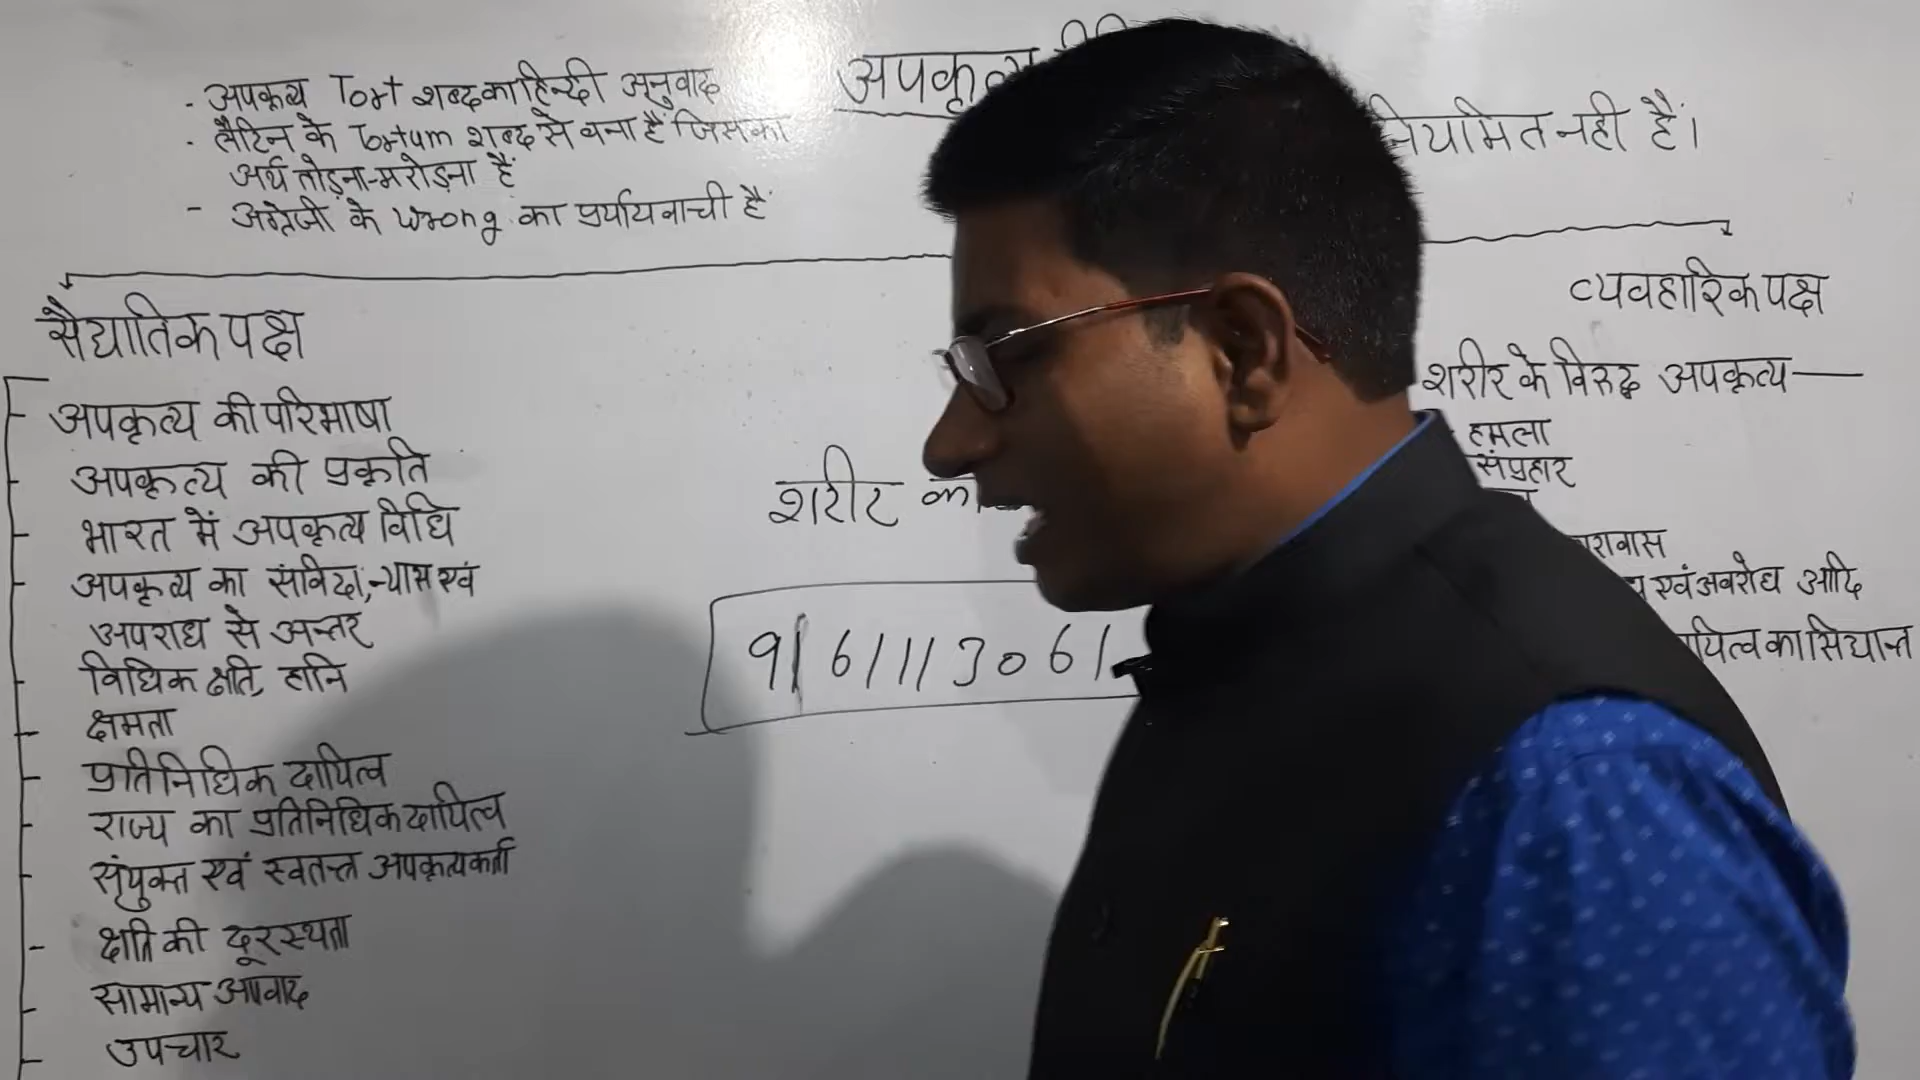 अपकृत्य
- अपकृत्य Tort शब्द का हिन्दी अनुवाद
- लैटिन के Tortum शब्द से बना है जिसका
अर्थ तोड़ना-मरोड़ना है
- अंग्रेजी के Wrong का पर्यायवाची है
नियमित नही है।
सैद्यातिक पक्ष
अपकृत्य की परिभाषा
अपकृत्य की प्रकृति
भारत में अपकृत्य विधि
अपकृत्य का संविदा, न्यास एवं
अपराध से अन्तर
विधिक क्षति, हानि
क्षमता
प्रतिनिधिक दायित्व
राज्य का प्रतिनिधिक दायित्व
संयुक्त एवं स्वतन्त्र अपकृत्यकर्ता
क्षति की दूरस्थता
सामान्य अपवाद
उपचार
शरीर
9161113061
व्यवहारिक पक्ष
शरीर के विरुद्ध अपकृत्य —
हमला
संप्रहार
एवं अवरोध आदि
का सिद्यान्त